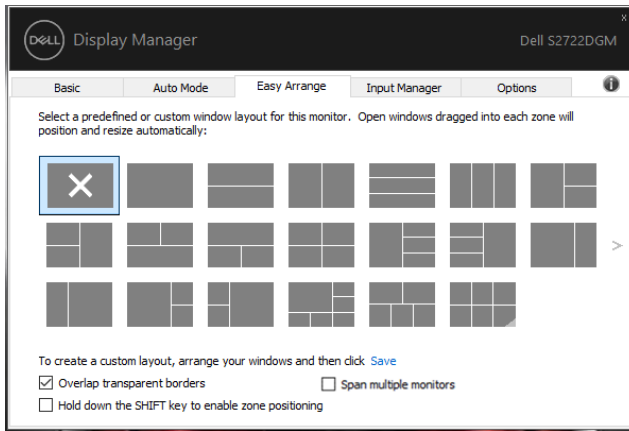 DELL Display Manager
Dell S2722DGM
Basic Auto Mode Easy Arrange Input Manager Options
Select a predefined or custom window layout for this monitor. Open windows dragged into each zone will
position and resize automatically:
To create a custom layout, arrange your windows and then click Save
Overlap transparent borders
Span multiple monitors
Hold down the SHIFT key to enable zone positioning